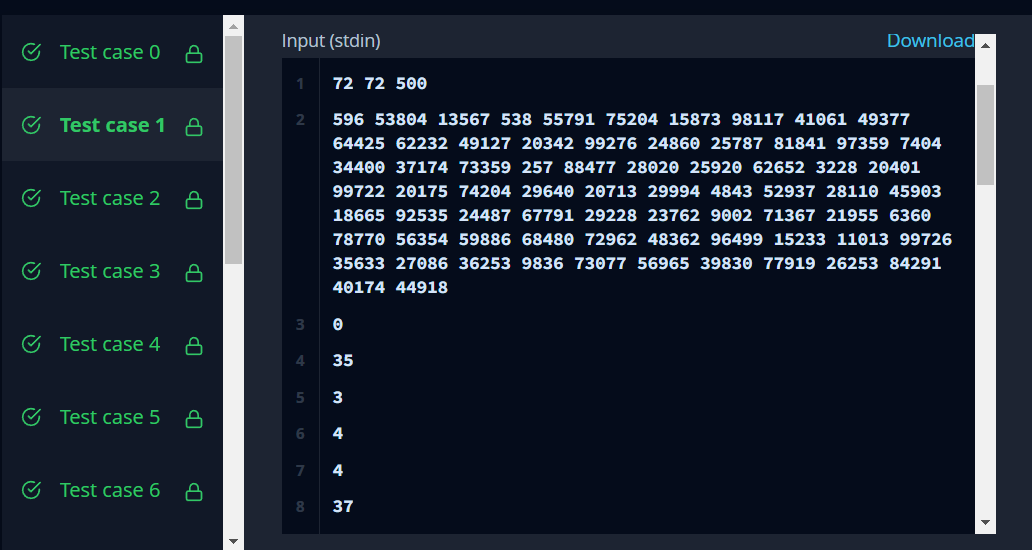 Test case 0
Test case 1
Test case 2
Test case 3
Test case 4
Test case 5
Test case 6
Input (stdin)
Download
1 72 72 500
2 596 53804 13567 538 55791 75204 15873 98117 41061 49377
64425 62232 49127 20342 99276 24860 25787 81841 97359 7404
34400 37174 73359 257 88477 28020 25920 62652 3228 20401
99722 20175 74204 29640 20713 29994 4843 52937 28110 45903
18665 92535 24487 67791 29228 23762 9002 71367 21955 6360
78770 56354 59886 68480 72962 48362 96499 15233 11013 99726
35633 27086 36253 9836 73077 56965 39830 77919 26253 84291
40174 44918
3 0
4 35
5 3
6 4
7 4
8 37